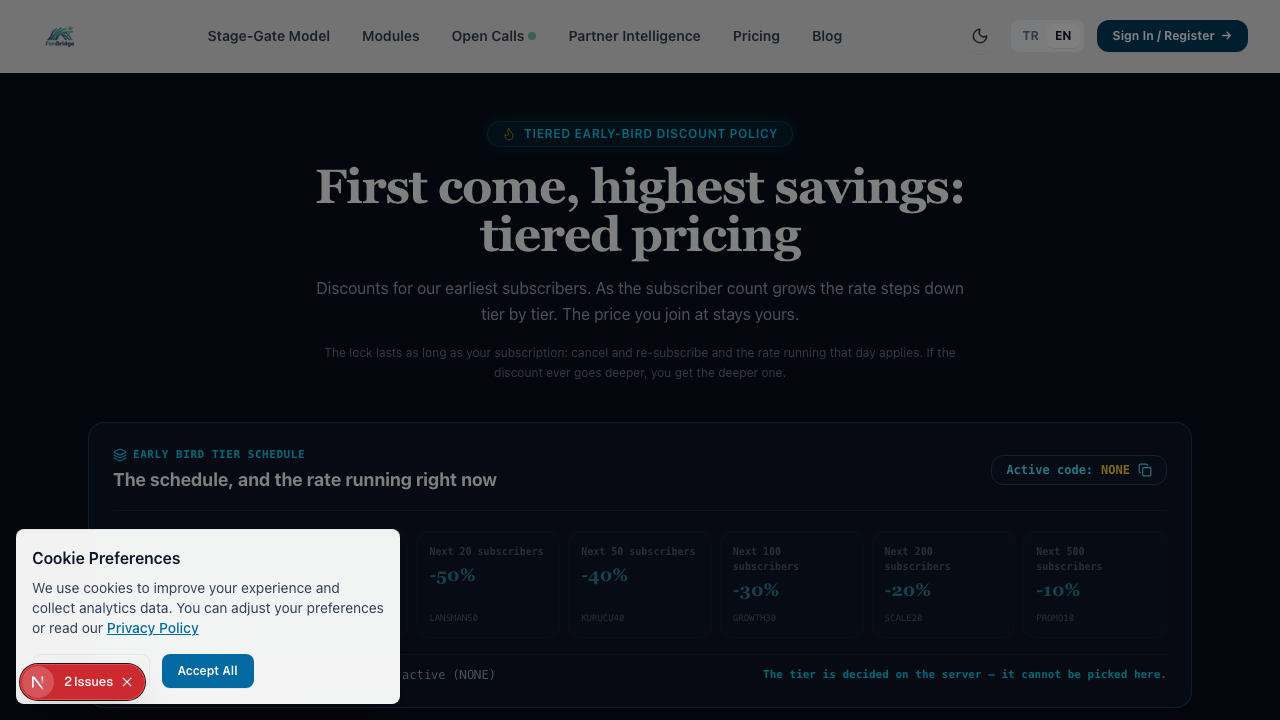 FonBridge
Stage-Gate Model
Modules
Open Calls
Partner Intelligence
Pricing
Blog
TR
EN
Sign In / Register →
TIERED EARLY-BIRD DISCOUNT POLICY
First come, highest savings:
tiered pricing
Discounts for our earliest subscribers. As the subscriber count grows the rate steps down
tier by tier. The price you join at stays yours.
The lock lasts as long as your subscription: cancel and re-subscribe and the rate running that day applies. If the
discount ever goes deeper, you get the deeper one.
EARLY BIRD TIER SCHEDULE
The schedule, and the rate running right now
Active code: NONE
Next 20 subscribers
-50%
LANSMAN50
Next 50 subscribers
-40%
KURUCU40
Next 100
subscribers
-30%
GROWTH30
Next 200
subscribers
-20%
SCALE20
Next 500
subscribers
-10%
PROMO10
active (NONE)
The tier is decided on the server — it cannot be picked here.
Cookie Preferences
We use cookies to improve your experience and
collect analytics data. You can adjust your preferences
or read our Privacy Policy
Accept All
N
2 Issues